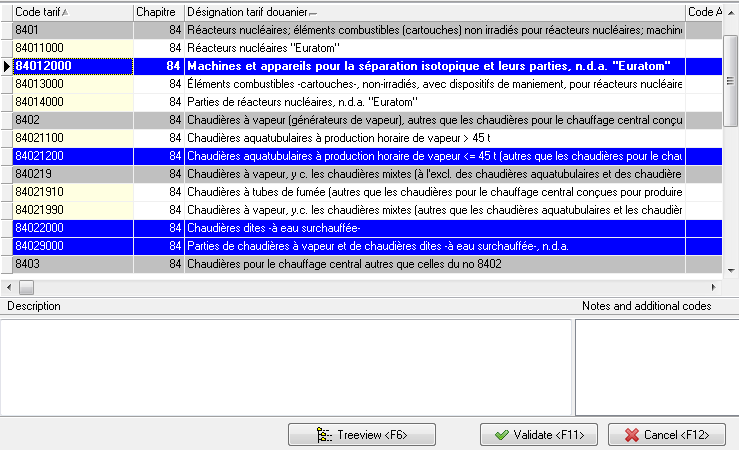 Code tarif Chapitre Désignation tarif douanier Code A
8401 84 Réacteurs nucléaires; éléments combustibles (cartouches) non irradiés pour réacteurs nucléaires; machin
84011000 84 Réacteurs nucléaires "Euratom"
84012000 84 Machines et appareils pour la séparation isotopique et leurs parties, n.d.a. "Euratom"
84013000 84 Éléments combustibles -cartouches-, non-irradiés, avec dispositifs de maniement, pour réacteurs nucléaire
84014000 84 Parties de réacteurs nucléaires, n.d.a. "Euratom"
8402 84 Chaudières à vapeur (générateurs de vapeur), autres que les chaudières pour le chauffage central conçu
84021100 84 Chaudières aquatubulaires à production horaire de vapeur > 45 t
84021200 84 Chaudières aquatubulaires à production horaire de vapeur <= 45 t (autres que les chaudières pour le chau
840219 84 Chaudières à vapeur, y c. les chaudières mixtes (à l'excl. des chaudières aquatubulaires et des chaudière
84021910 84 Chaudières à tubes de fumée (autres que les chaudières pour le chauffage central conçues pour produire
84021990 84 Chaudières à vapeur, y.c. les chaudières mixtes (autres que les chaudières aquatubulaires et les chaudièr
84022000 84 Chaudières dites -à eau surchauffée-
84029000 84 Parties de chaudières à vapeur et de chaudières dites -à eau surchauffée-, n.d.a.
8403 84 Chaudières pour le chauffage central autres que celles du no 8402
Description Notes and additional codes
Treeview <F6> Validate <F11> Cancel <F12>